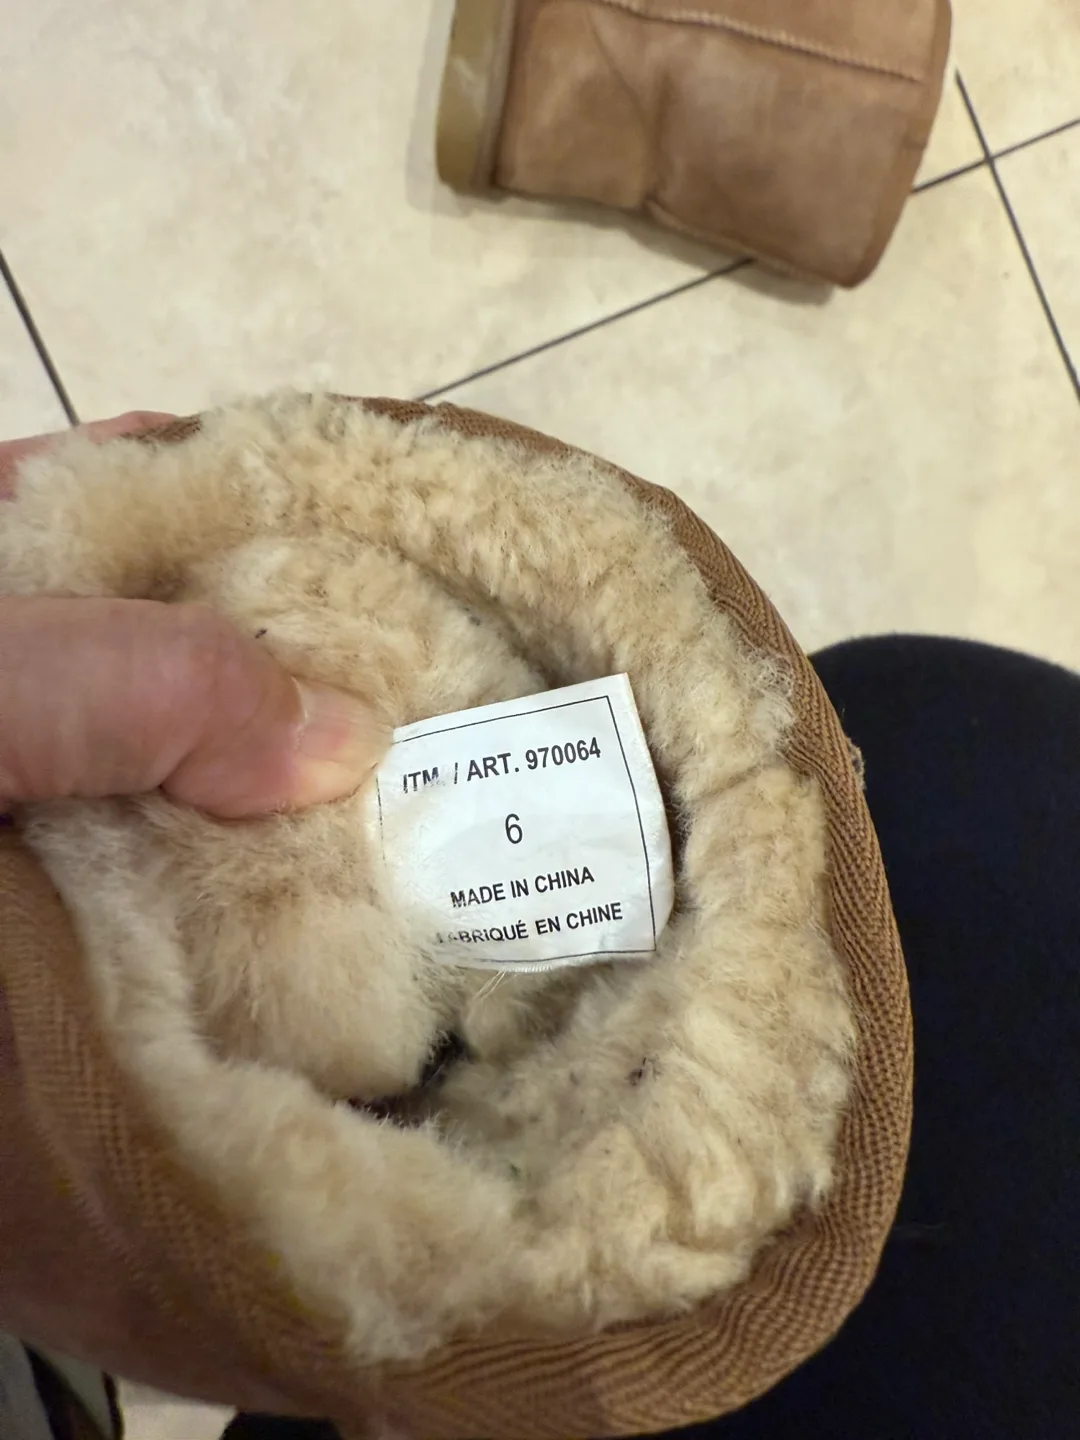 ITM. / ART. 970064
6
MADE IN CHINA
FABRIQUÉ EN CHINE